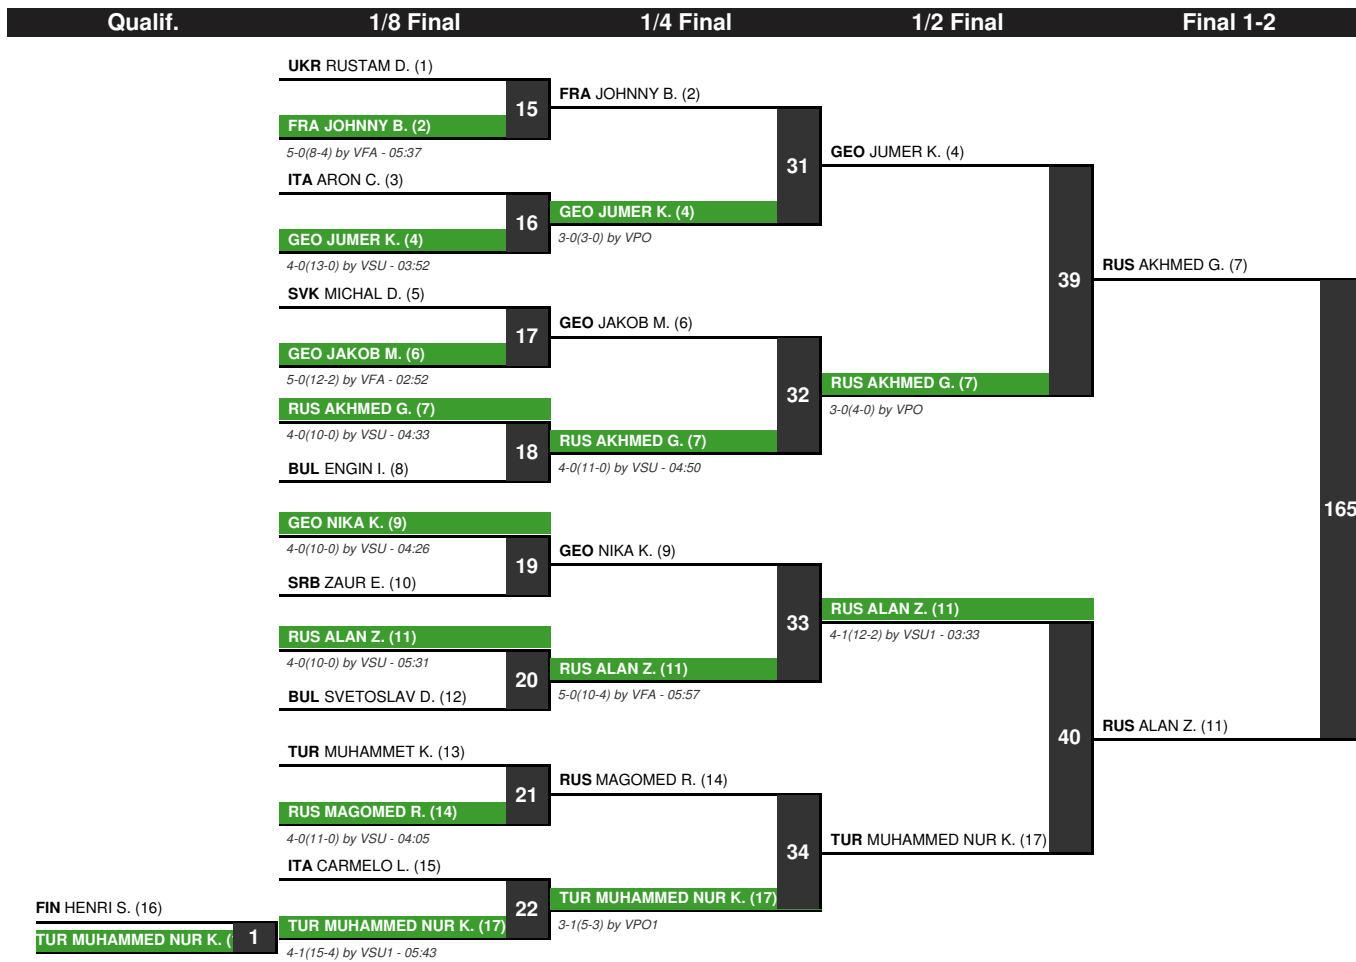 Qualif.
1/8 Final
1/4 Final
1/2 Final
Final 1-2
UKR RUSTAM D. (1)
15
FRA JOHNNY B. (2)
5-0(8-4) by VFA - 05:37
ITA ARON C. (3)
16
GEO JUMER K. (4)
4-0(13-0) by VSU - 03:52
SVK MICHAL D. (5)
17
GEO JAKOB M. (6)
5-0(12-2) by VFA - 02:52
RUS AKHMED G. (7)
4-0(10-0) by VSU - 04:33
18
BUL ENGIN I. (8)
GEO NIKA K. (9)
4-0(10-0) by VSU - 04:26
19
SRB ZAUR E. (10)
RUS ALAN Z. (11)
4-0(10-0) by VSU - 05:31
20
BUL SVETOSLAV D. (12)
TUR MUHAMMET K. (13)
21
RUS MAGOMED R. (14)
4-0(11-0) by VSU - 04:05
ITA CARMELO L. (15)
22
TUR MUHAMMED NUR K. (17)
4-1(15-4) by VSU1 - 05:43
FIN HENRI S. (16)
TUR MUHAMMED NUR K. (
1
FRA JOHNNY B. (2)
31
GEO JUMER K. (4)
3-0(3-0) by VPO
GEO JAKOB M. (6)
32
RUS AKHMED G. (7)
4-0(11-0) by VSU - 04:50
GEO NIKA K. (9)
33
RUS ALAN Z. (11)
5-0(10-4) by VFA - 05:57
RUS MAGOMED R. (14)
34
TUR MUHAMMED NUR K. (17)
3-1(5-3) by VPO1
GEO JUMER K. (4)
39
RUS AKHMED G. (7)
3-0(4-0) by VPO
RUS ALAN Z. (11)
4-1(12-2) by VSU1 - 03:33
40
TUR MUHAMMED NUR K. (17)
RUS AKHMED G. (7)
165
RUS ALAN Z. (11)